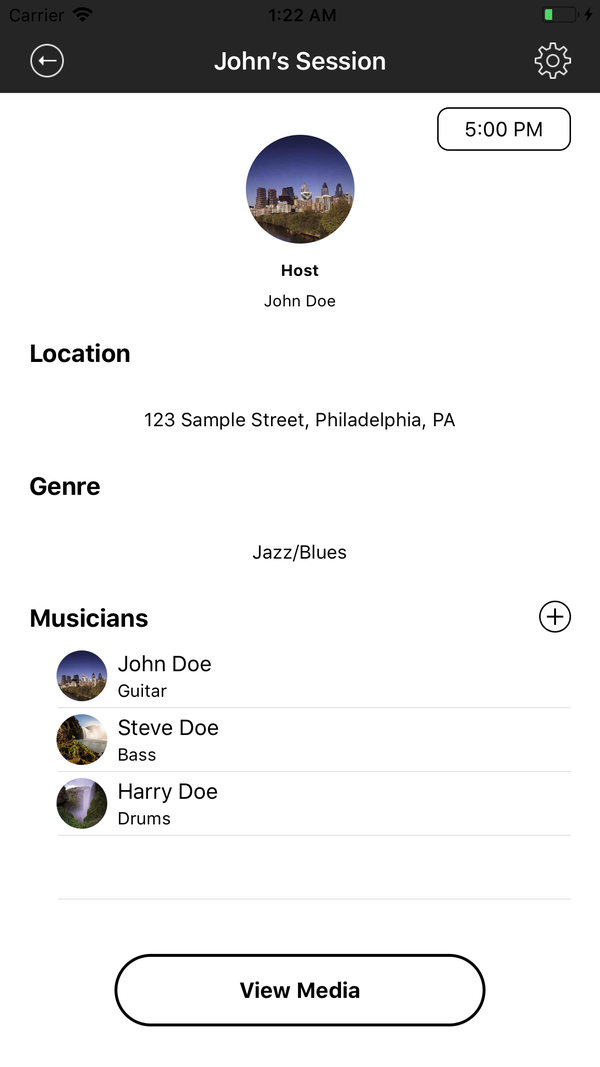 Carrier 1:22 AM
John’s Session
5:00 PM
Host
John Doe
Location
123 Sample Street, Philadelphia, PA
Genre
Jazz/Blues
Musicians
John Doe
Guitar
Steve Doe
Bass
Harry Doe
Drums
View Media